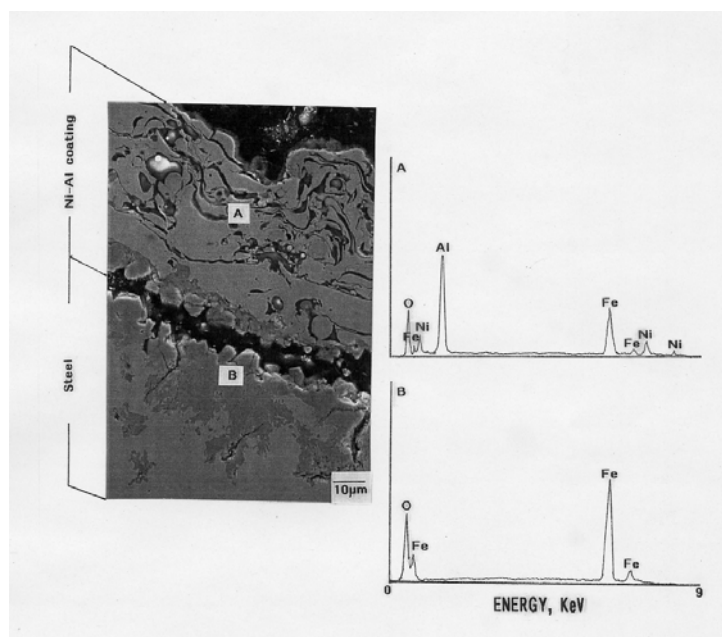 Ni-Al coating
Steel
A
B
10µm
A
O
Fe
Ni
Al
Fe
Fe
Ni
Ni
B
O
Fe
Fe
Fe
0
9
ENERGY, KeV